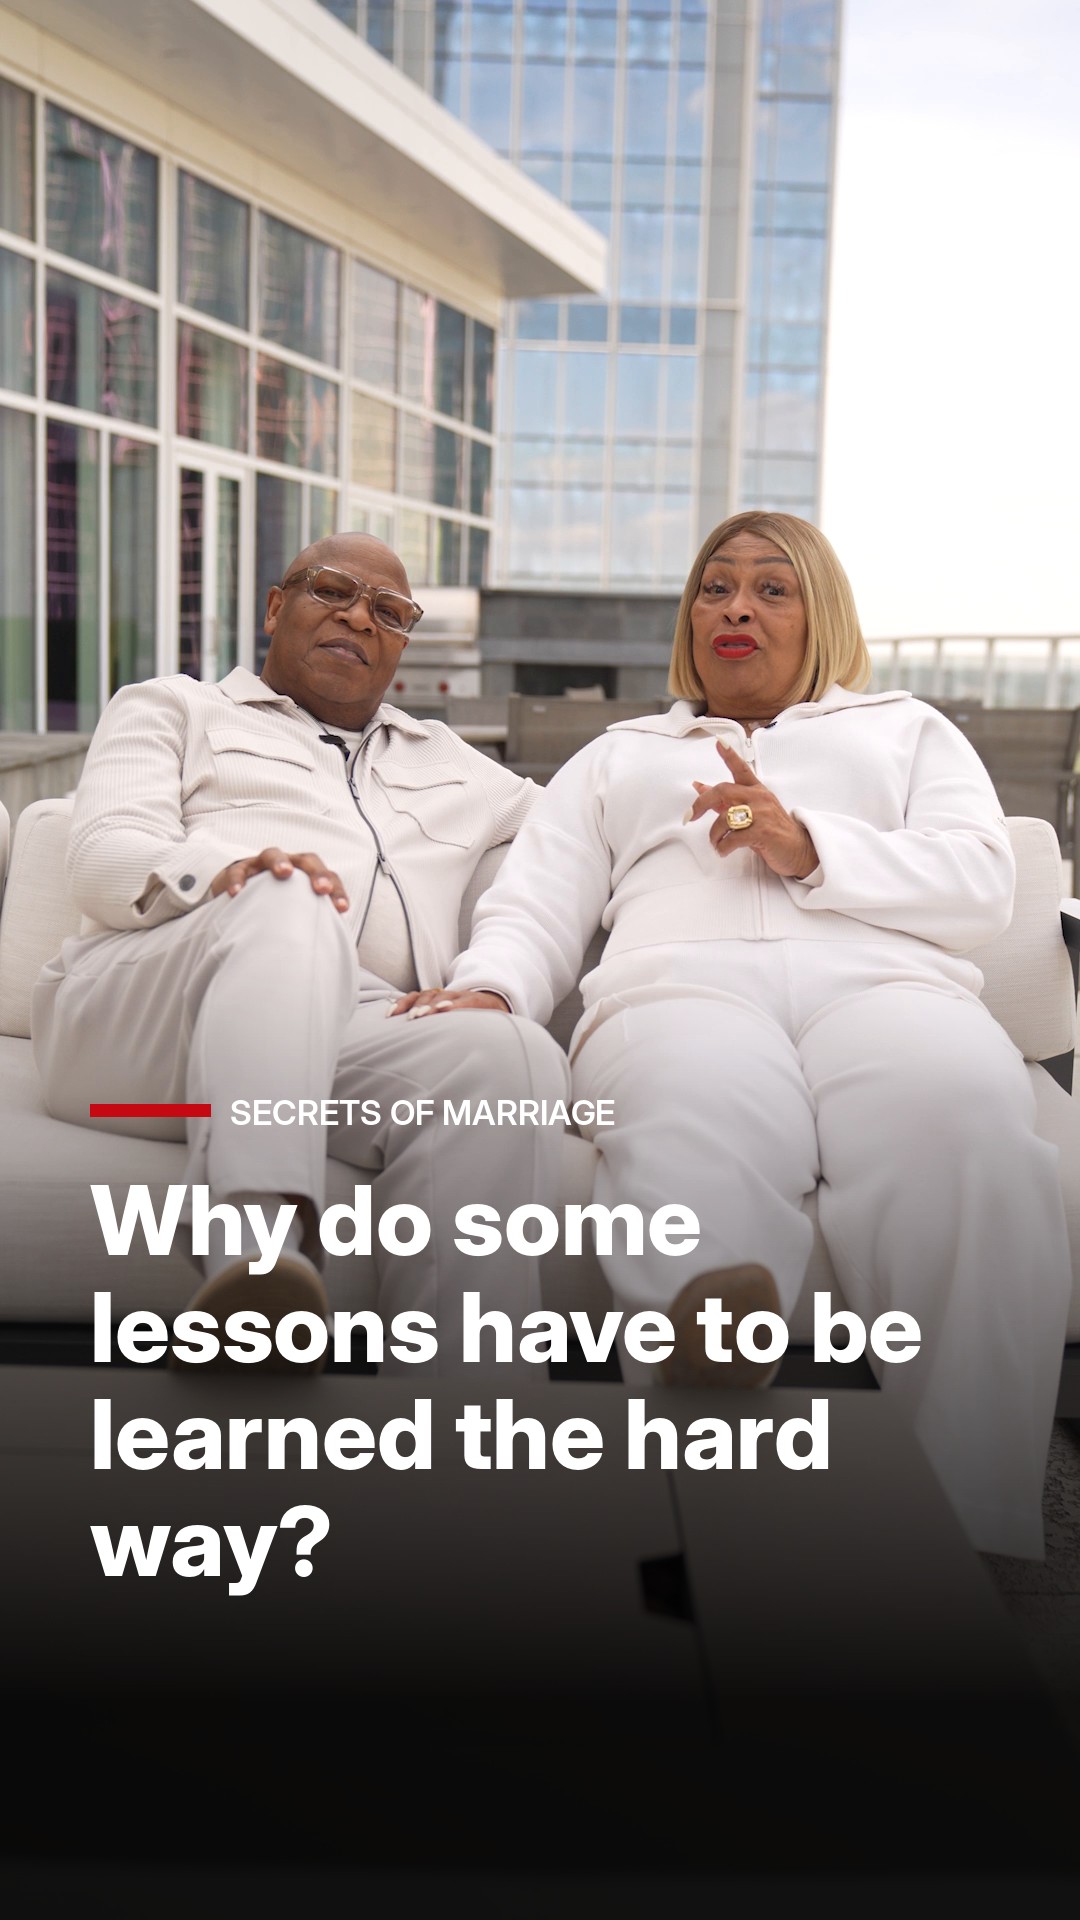 SECRETS OF MARRIAGE
Why do some
lessons have to be
learned the hard
way?